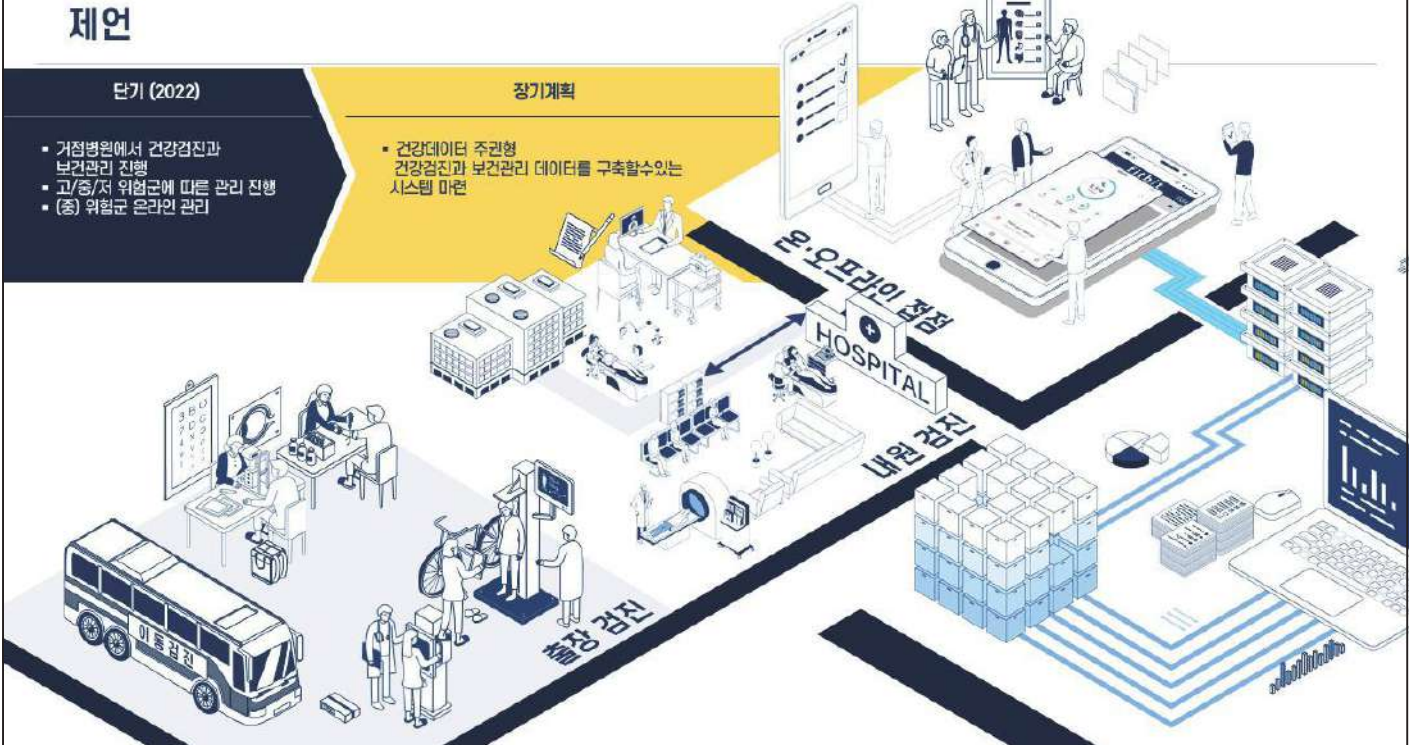 제언
단기 (2022)
▪ 거점병원에서 건강검진과
보건관리 진행
▪ 고/중/저 위험군에 따른 관리 진행
▪ (중) 위험군 온라인 관리
장기계획
▪ 건강데이터 주권형
건강검진과 보건관리 데이터를 구축할수있는
시스템 마련
온·오프라인 접점
HOSPITAL
내원 검진
출장 검진
이동검진